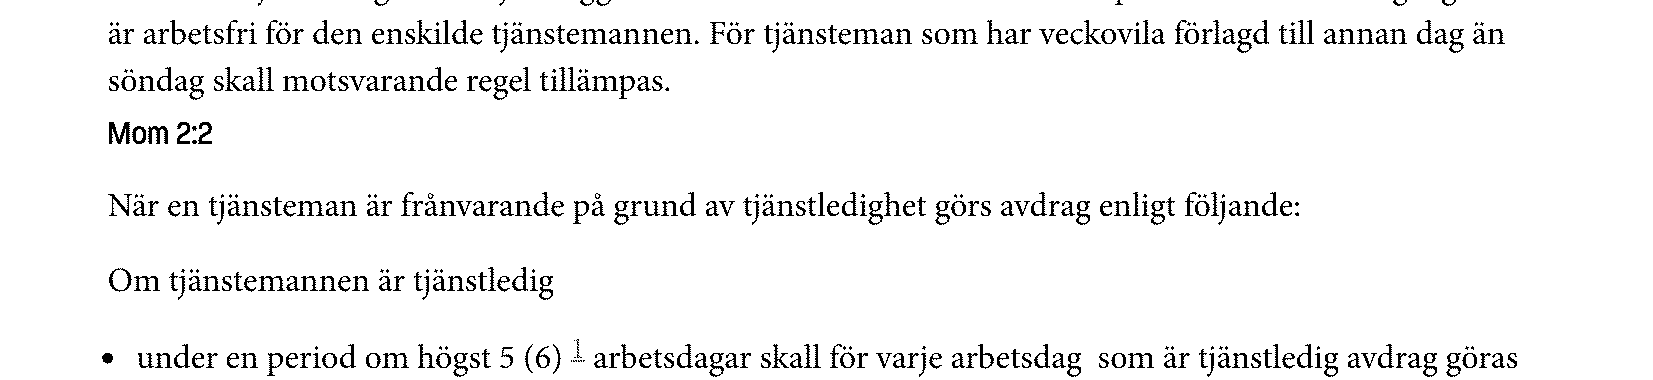 är arbetsfri för den enskilde tjänstemannen. För tjänsteman som har veckovila förlagd till annan dag än
söndag skall motsvarande regel tillämpas.
Mom 2:2
När en tjänsteman är frånvarande på grund av tjänstledighet görs avdrag enligt följande:
Om tjänstemannen är tjänstledig
• under en period om högst 5 (6) 1 arbetsdagar skall för varje arbetsdag som är tjänstledig avdrag göras